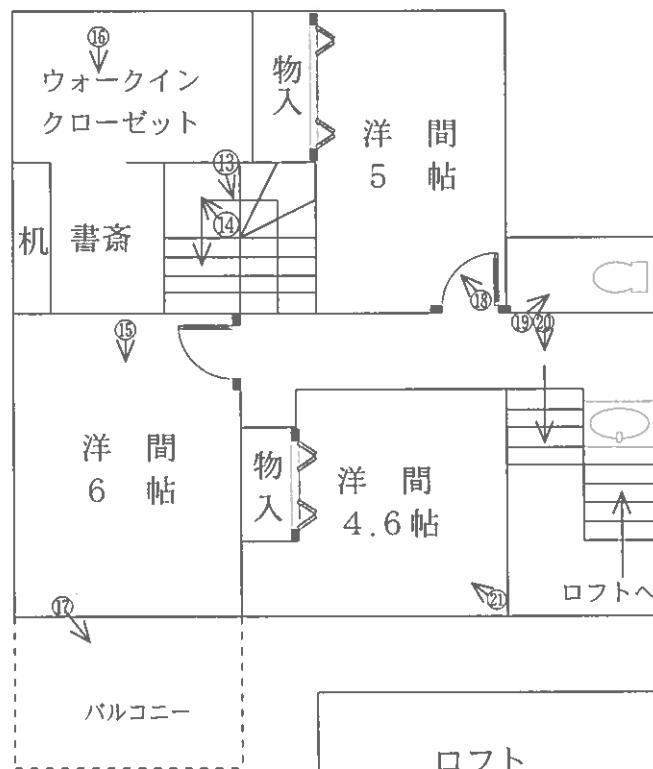 ⑯
ウォークイン
クローゼット
物入
洋間
5帖
⑬
⑭
机
書斎
⑱
⑲⑳
⑮
洋間
6帖
物入
洋間
4.6帖
ロフトへ
㉑
⑰
バルコニー
ロフト